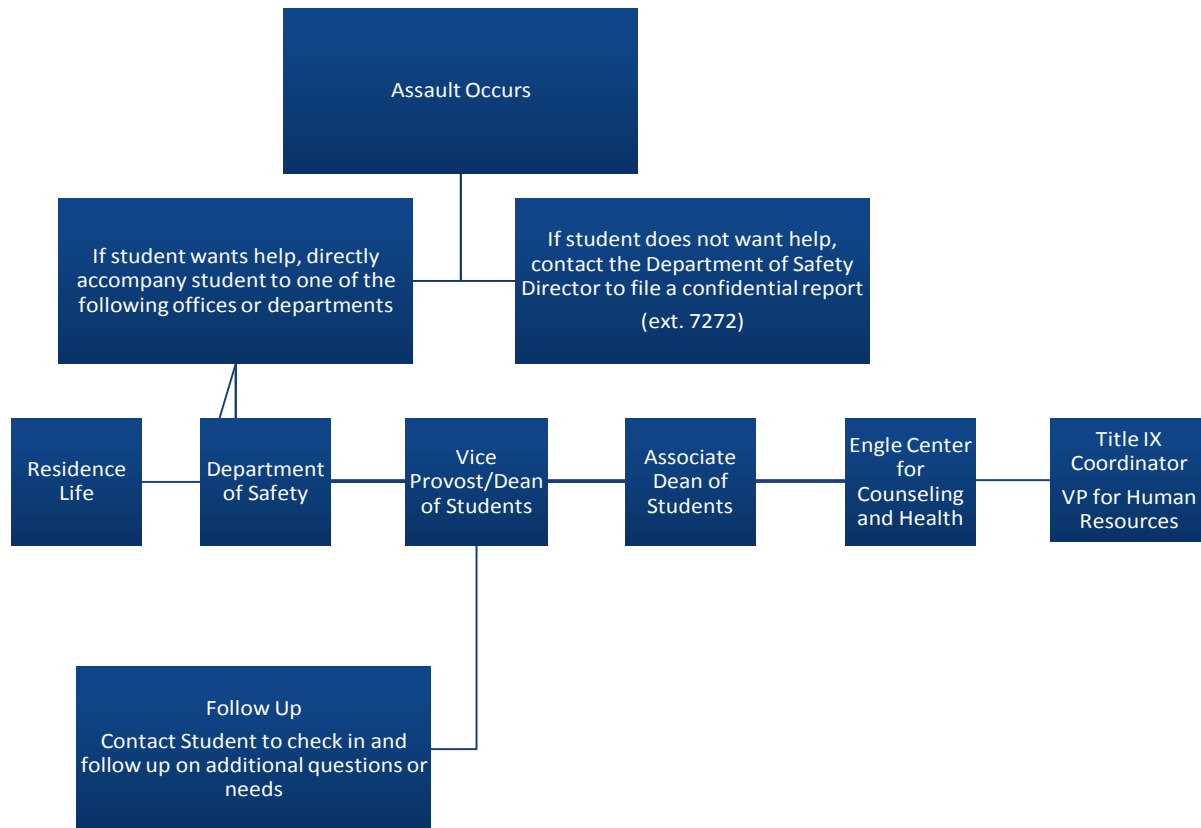 Assault Occurs
If student wants help, directly
accompany student to one of the
following offices or departments
If student does not want help,
contact the Department of Safety
Director to file a confidential report
(ext. 7272)
Residence
Life
Department
of Safety
Vice
Provost/Dean
of Students
Associate
Dean of
Students
Engle Center
for
Counseling
and Health
Title IX
Coordinator
VP for Human
Resources
Follow Up
Contact Student to check in and
follow up on additional questions or
needs